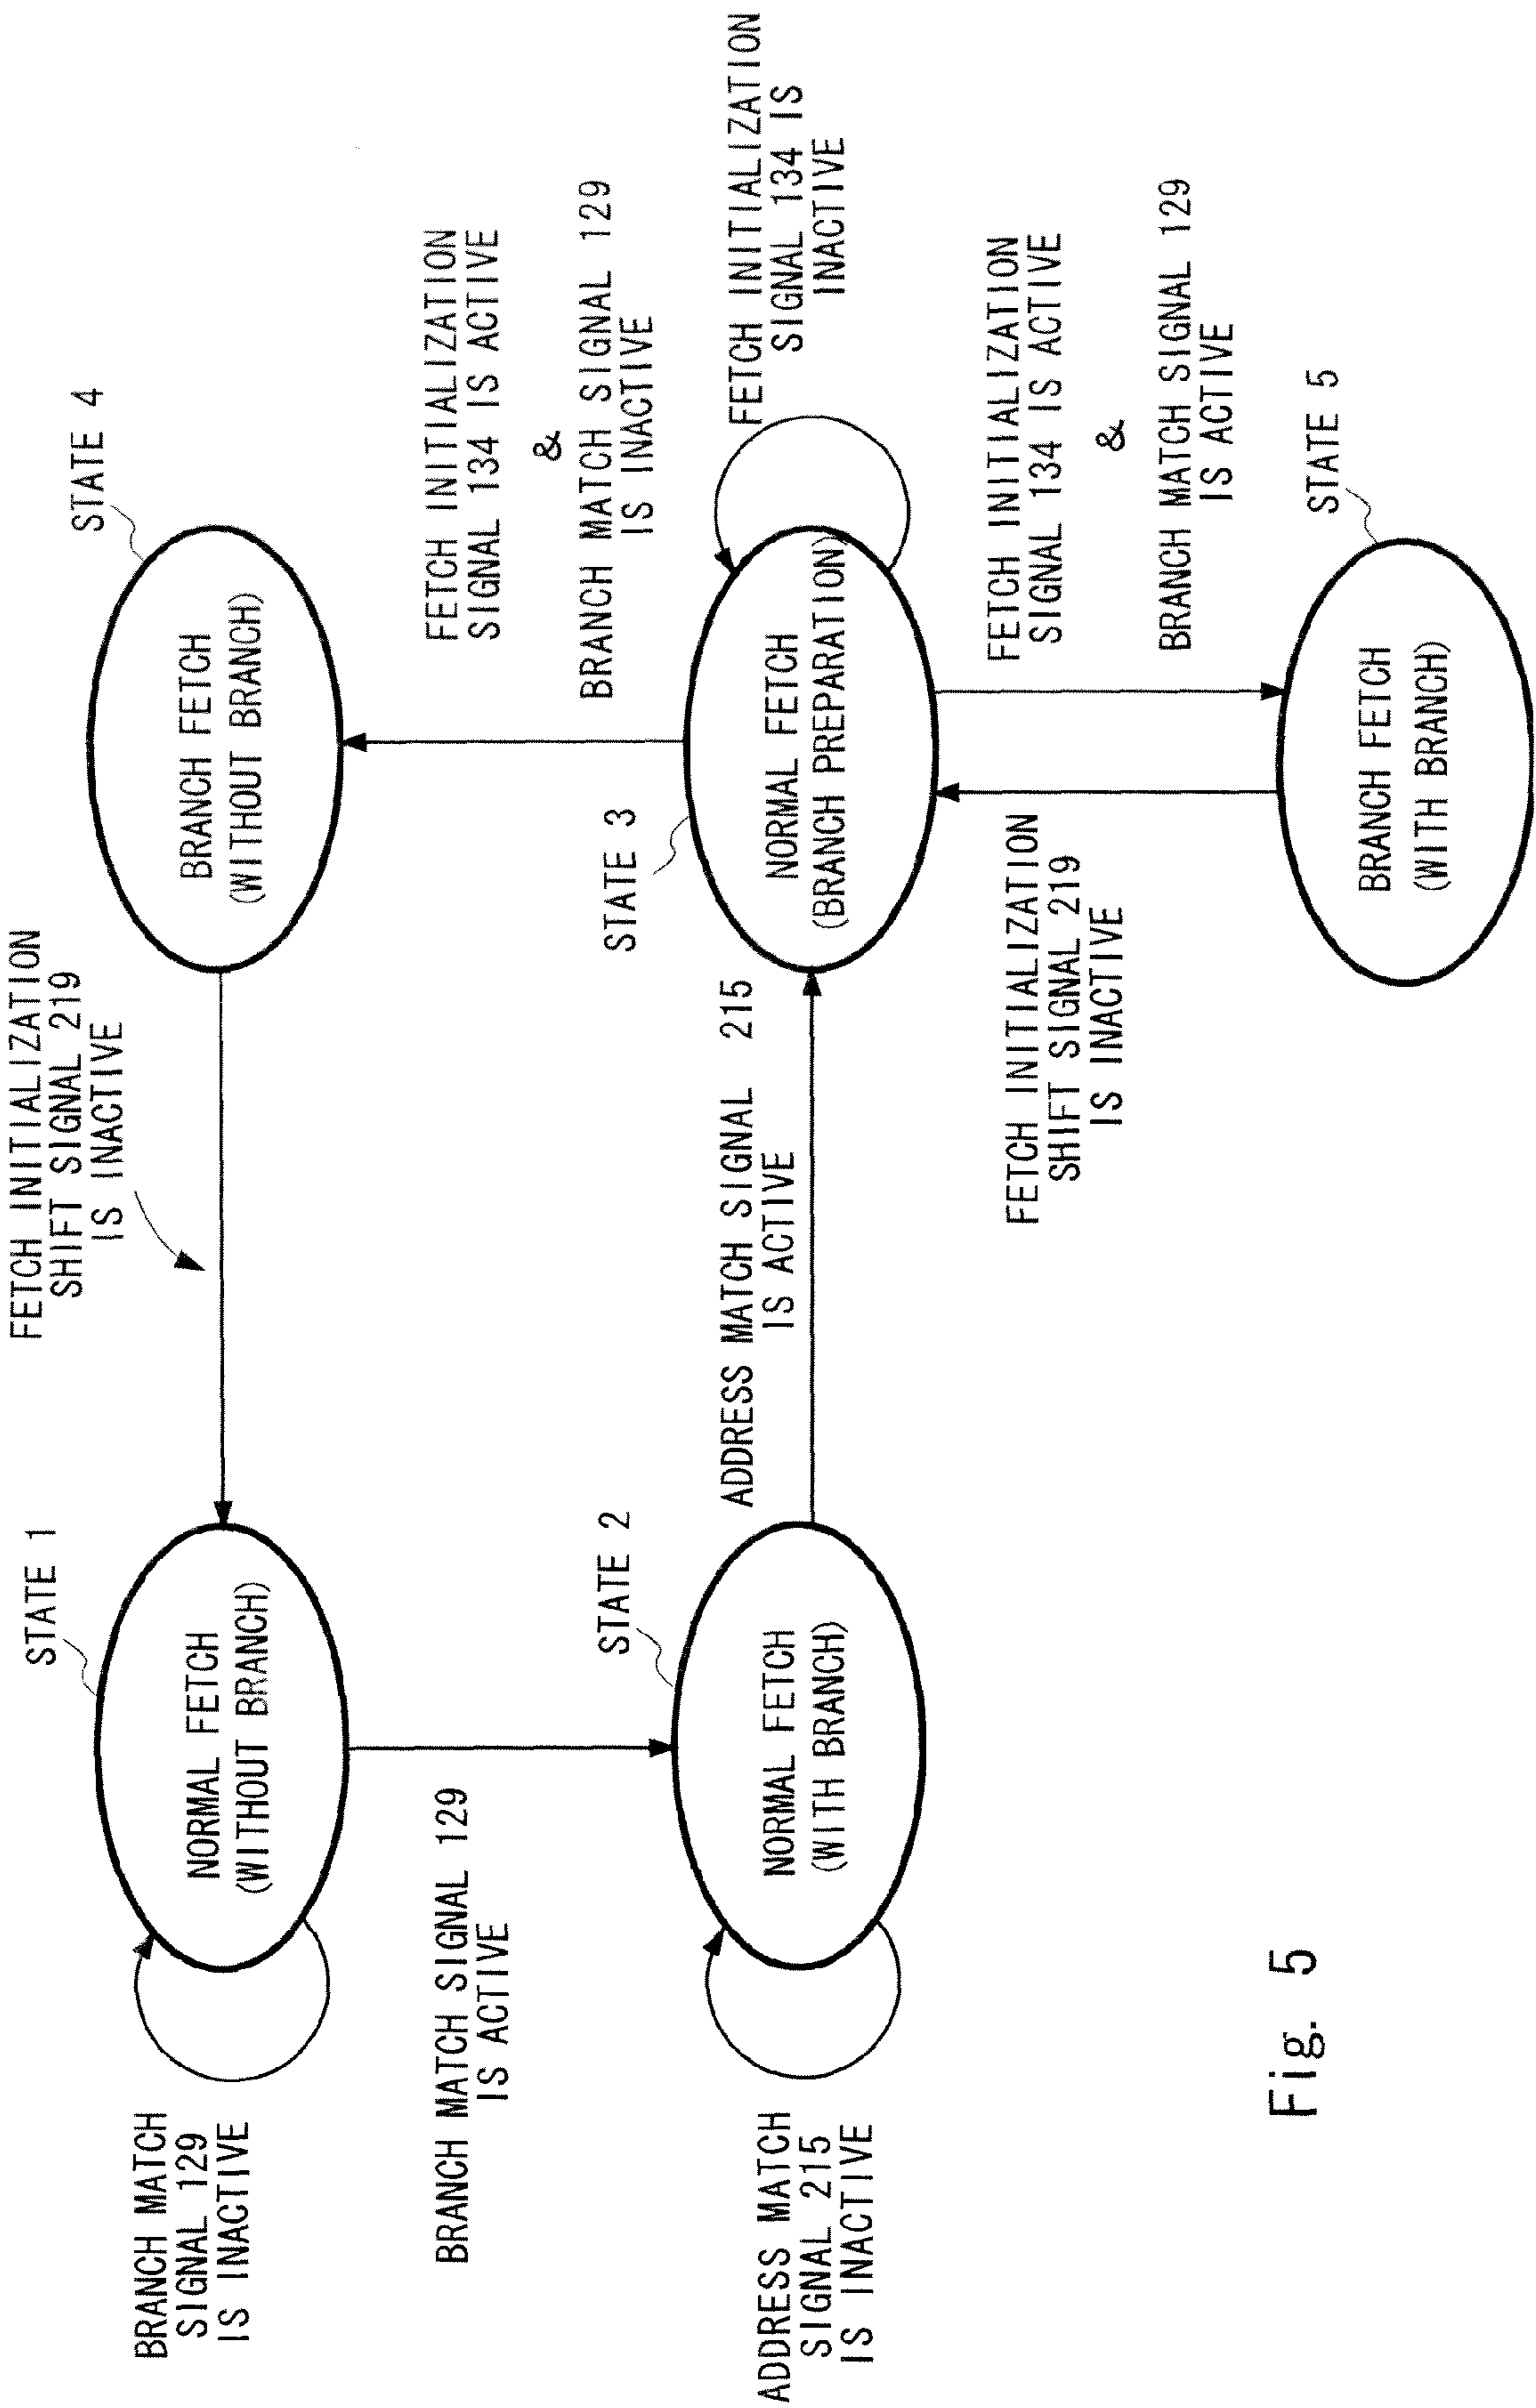 FETCH INITIALIZATION
SHIFT SIGNAL 219
IS INACTIVE
STATE 1
NORMAL FETCH
(WITHOUT BRANCH)
BRANCH MATCH
SIGNAL 129
IS INACTIVE
STATE 4
BRANCH FETCH
(WITHOUT BRANCH)
BRANCH MATCH SIGNAL 129
IS ACTIVE
FETCH INITIALIZATION
SIGNAL 134 IS ACTIVE
&
BRANCH MATCH SIGNAL 129
IS INACTIVE
STATE 2
NORMAL FETCH
(WITH BRANCH)
ADDRESS MATCH
SIGNAL 215
IS INACTIVE
ADDRESS MATCH SIGNAL 215
IS ACTIVE
STATE 3
NORMAL FETCH
(BRANCH PREPARATION)
FETCH INITIALIZATION
SIGNAL 134 IS
INACTIVE
FETCH INITIALIZATION
SHIFT SIGNAL 219
IS INACTIVE
FETCH INITIALIZATION
SIGNAL 134 IS ACTIVE
&
BRANCH MATCH SIGNAL 129
IS ACTIVE
STATE 5
BRANCH FETCH
(WITH BRANCH)
Fig. 5